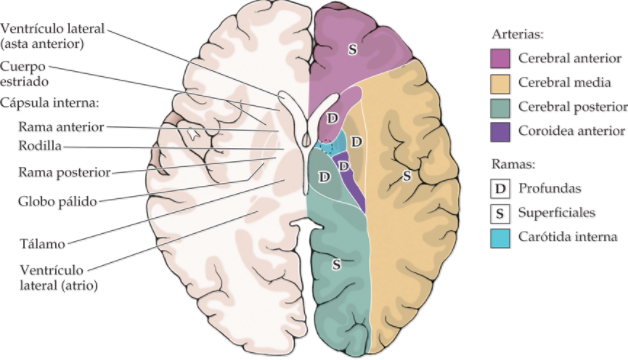 Ventrículo lateral
(asta anterior)
Cuerpo
estriado
Cápsula interna:
Rama anterior
Rodilla
Rama posterior
Globo pálido
Tálamo
Ventrículo
lateral (atrio)
S
D
D
D
D
S
S
Arterias:
Cerebral anterior
Cerebral media
Cerebral posterior
Coroidea anterior
Ramas:
D Profundas
S Superficiales
Carótida interna